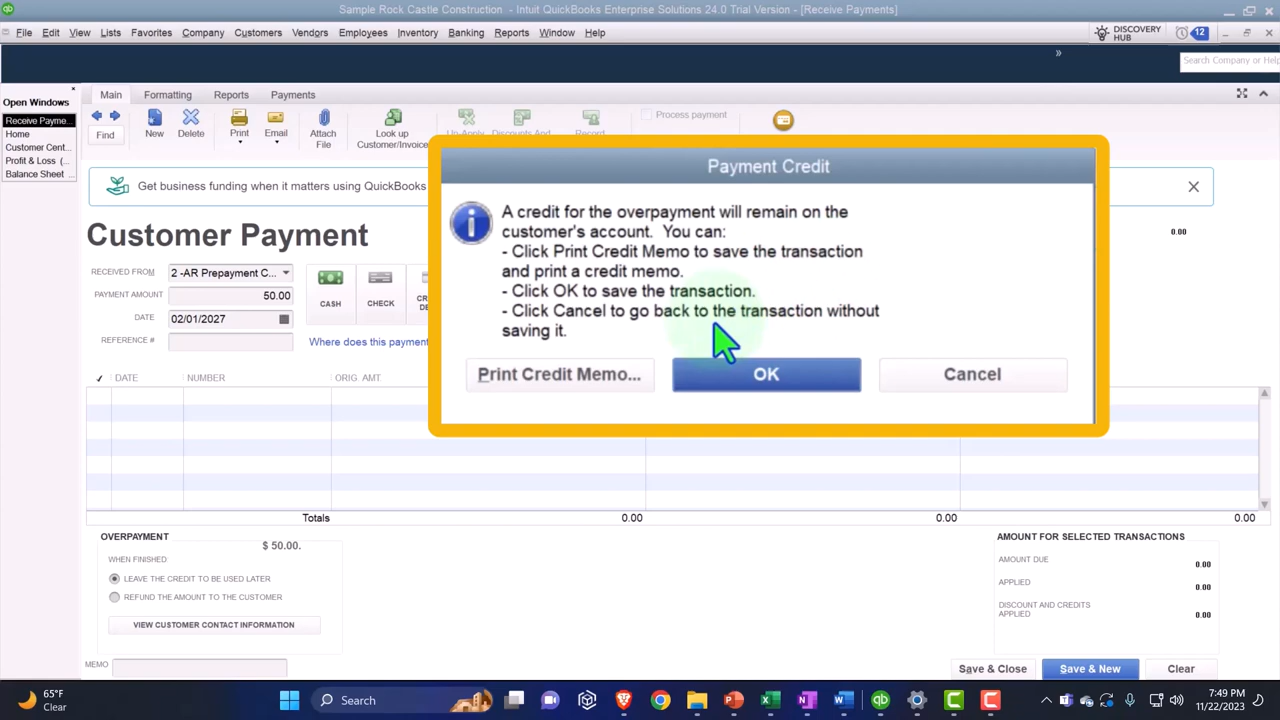 Sample Rock Castle Construction - Intuit QuickBooks Enterprise Solutions 24.0 Trial Version - [Receive Payments]
File Edit View Lists Favorites Company Customers Vendors Employees Inventory Banking Reports Window Help
DISCOVERY
HUB
12
»
Search Company or Help
Main Formatting Reports Payments
Open Windows
Receive Payme...
Home
Customer Cent...
Profit & Loss (...
Balance Sheet
Find
New
Delete
Print
Email
Attach
File
Look up
Customer/Invoice
Un-Apply
Discounts And
Record
Process payment
Get business funding when it matters using QuickBooks
Customer Payment
0.00
RECEIVED FROM 2 -AR Prepayment C...
PAYMENT AMOUNT 50.00
DATE 02/01/2027
REFERENCE #
CASH
CHECK
Where does this payment
Payment Credit
A credit for the overpayment will remain on the
customer's account. You can:
- Click Print Credit Memo to save the transaction
and print a credit memo.
- Click OK to save the transaction.
- Click Cancel to go back to the transaction without
saving it.
Print Credit Memo... OK Cancel
✓ DATE NUMBER ORIG. AMT
Totals 0.00 0.00 0.00
OVERPAYMENT
$ 50.00.
WHEN FINISHED:
LEAVE THE CREDIT TO BE USED LATER
REFUND THE AMOUNT TO THE CUSTOMER
VIEW CUSTOMER CONTACT INFORMATION
AMOUNT FOR SELECTED TRANSACTIONS
AMOUNT DUE 0.00
APPLIED 0.00
DISCOUNT AND CREDITS
APPLIED 0.00
MEMO
Save & Close Save & New Clear
65°F
Clear
Search
7:49 PM
11/22/2023